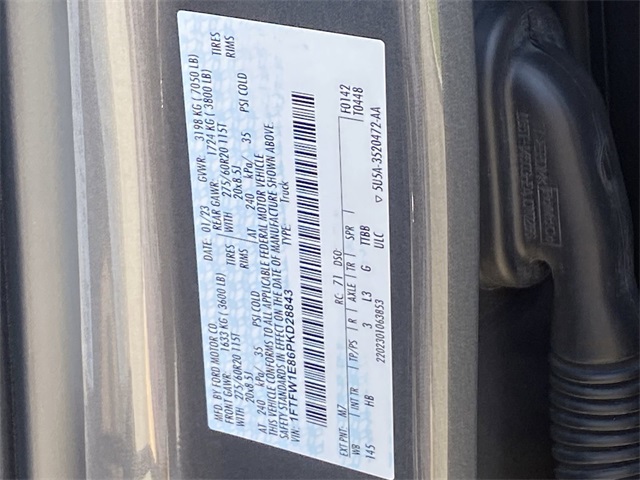 MFD. BY FORD MOTOR CO. DATE: 01/23 GVWR: 3198 KG ( 7050 LB)
FRONT GAWR: 1633 KG ( 3600 LB) REAR GAWR: 1724 KG ( 3800 LB)
WITH 275/60R20 115T TIRES WITH 275/60R20 115T TIRES
20x8.5J RIMS 20x8.5J RIMS
AT 240 kPa/ 35 PSI COLD AT 240 kPa/ 35 PSI COLD
THIS VEHICLE CONFORMS TO ALL APPLICABLE FEDERAL MOTOR VEHICLE
SAFETY STANDARDS IN EFFECT ON THE DATE OF MANUFACTURE SHOWN ABOVE.
VIN: 1FTFW1E86PKD28843 TYPE: Truck
EXT PNT: M7 RC: 71 DSO: F0142
T0448
WB INT TR TP/PS R AXLE TR SPR
145 HB 3 L3 G TTBB
2202301063853 ULC ▽ 5U5A-3520472-AA